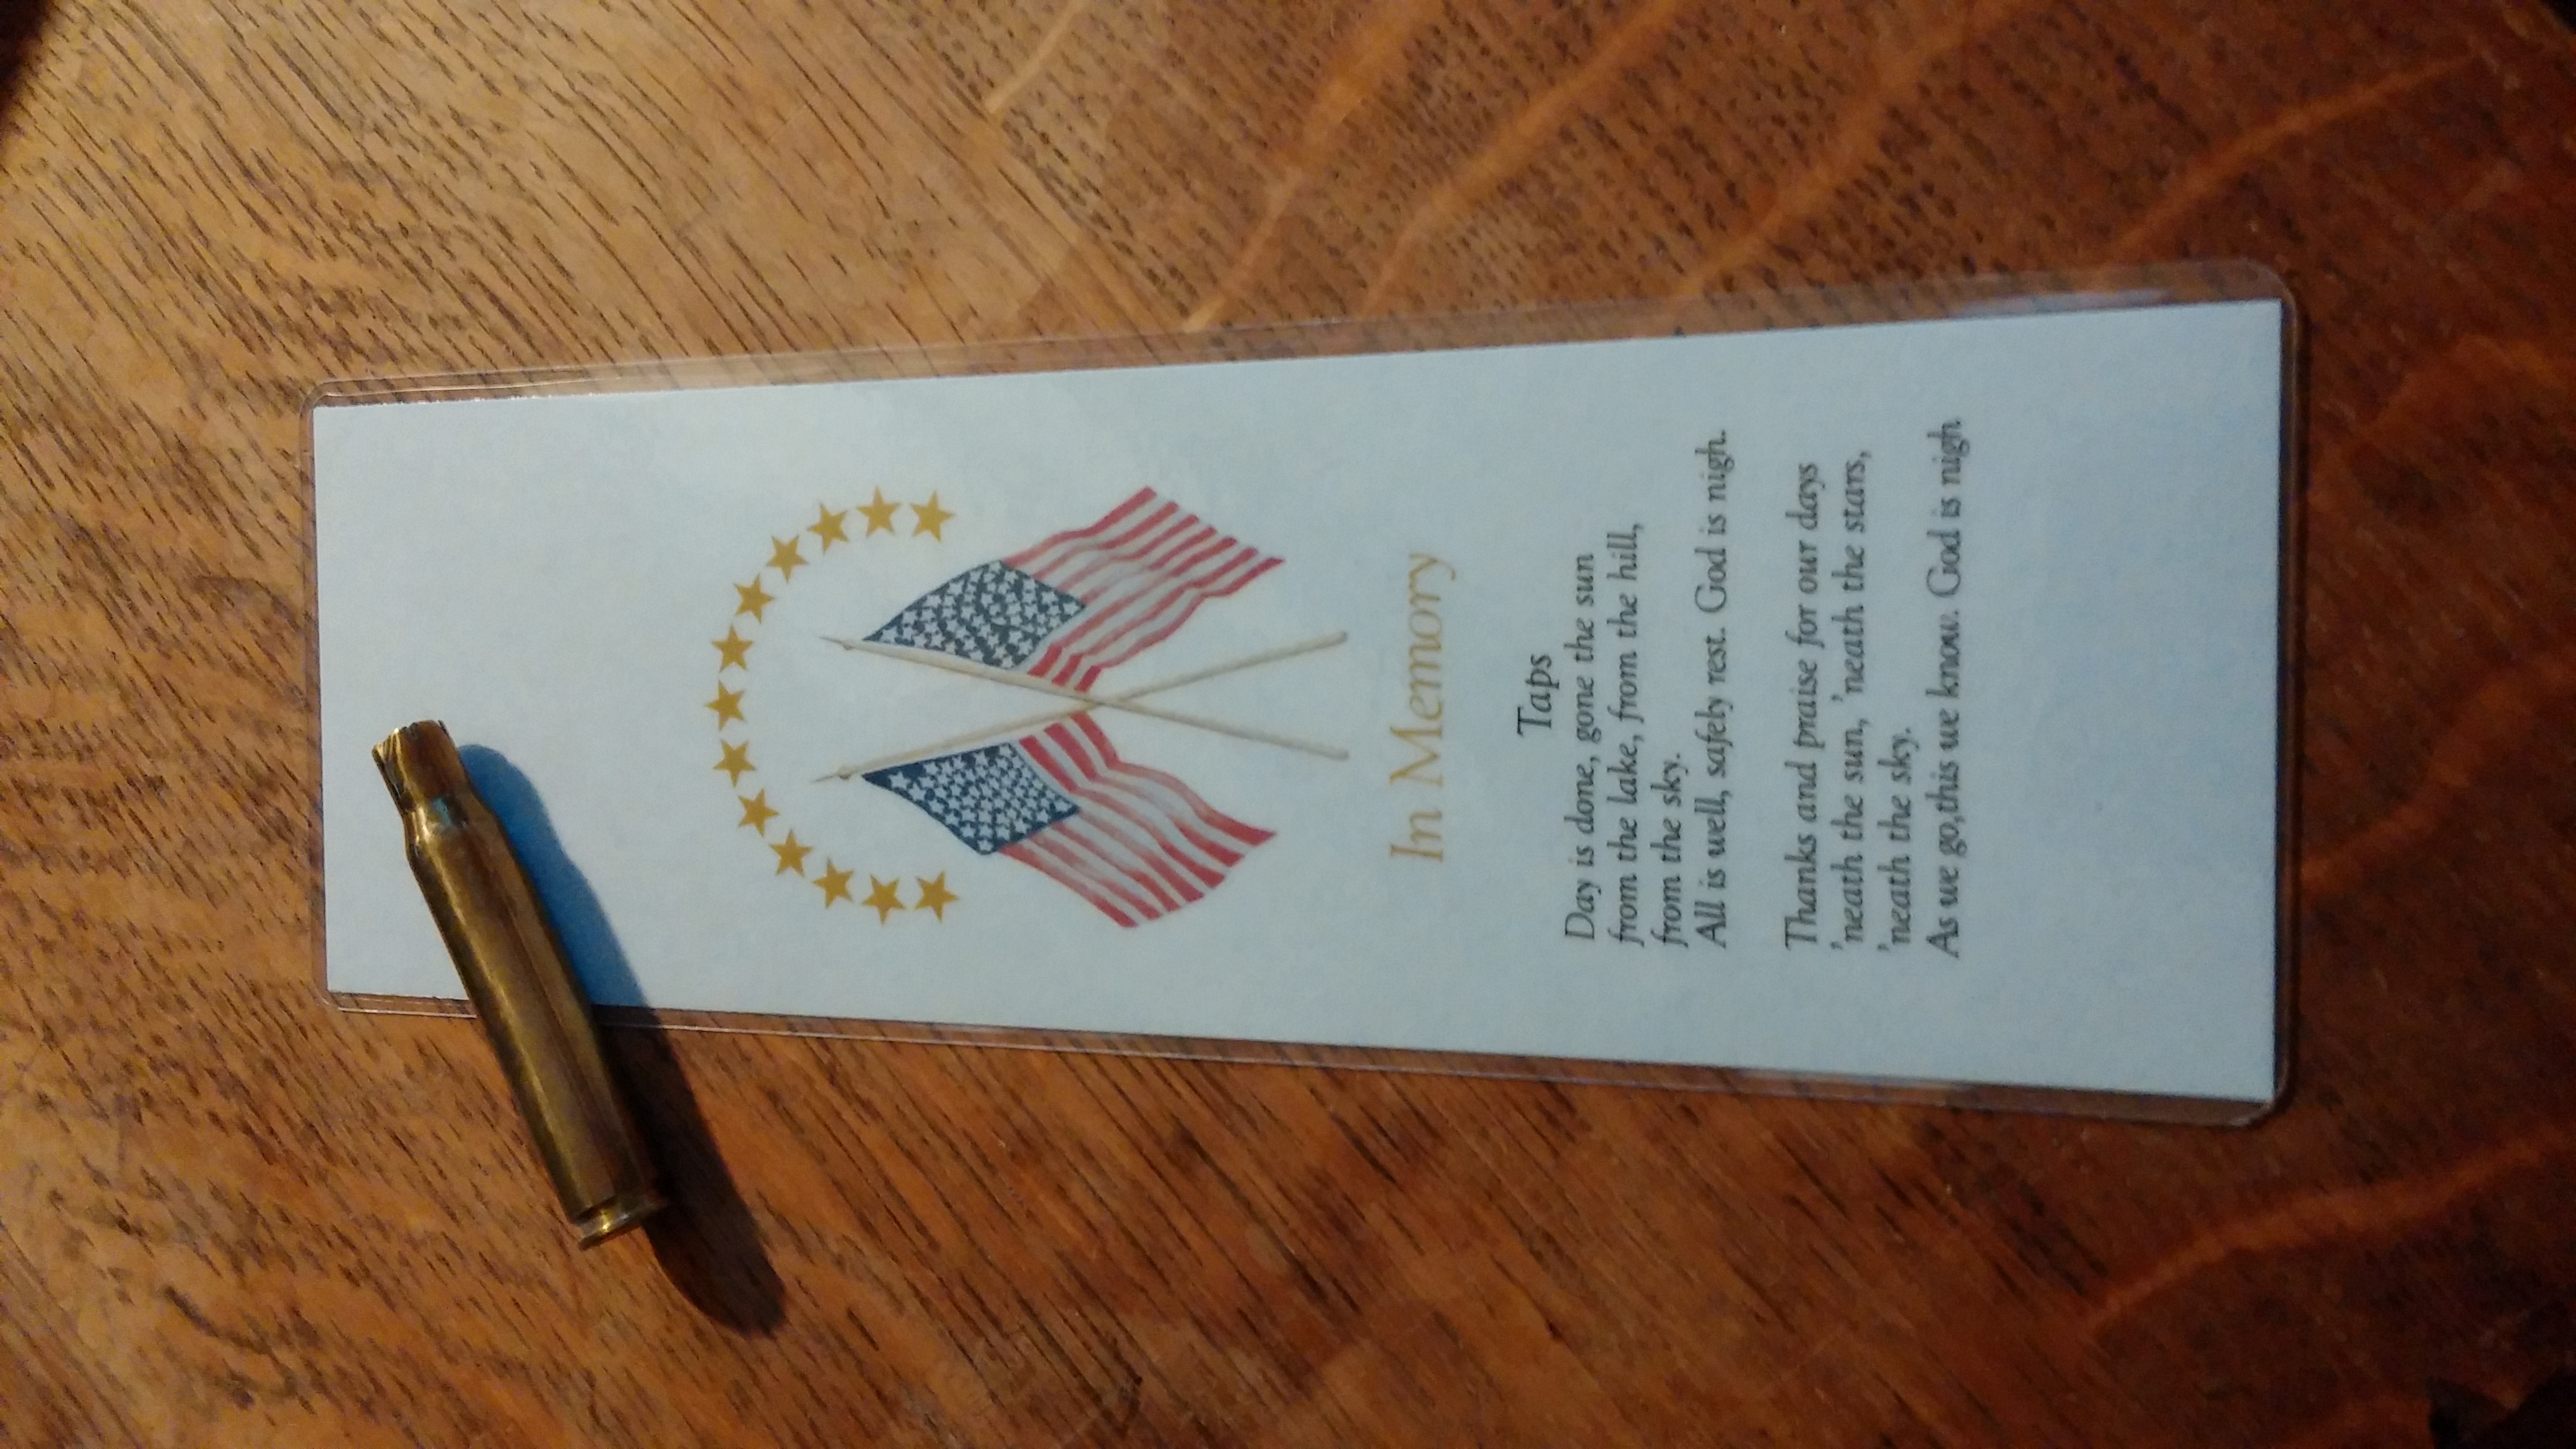 In Memory
Taps
Day is done, gone the sun
from the lake, from the hill,
from the sky.
All is well, safely rest. God is nigh.
Thanks and praise for our days
'neath the sun, 'neath the stars,
'neath the sky.
As we go,this we know. God is nigh